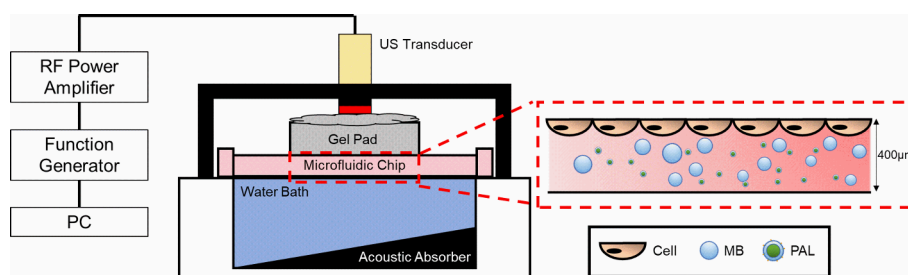 US Transducer
RF Power
Amplifier
Function
Generator
PC
Gel Pad
Microfluidic Chip
Water Bath
Acoustic Absorber
Cell
MB
PAL